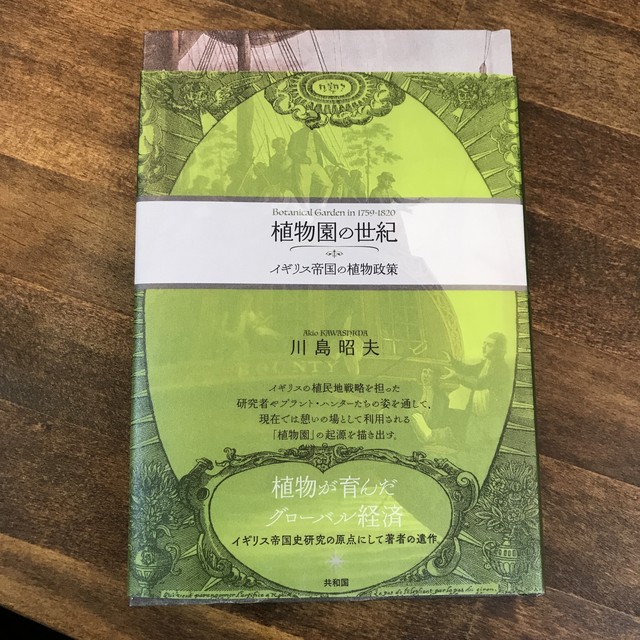 Botanical Garden in 1759-1820
植物園の世紀
イギリス帝国の植物政策
Akio KAWASHIMA
川島昭夫
BOUNTY
イギリスの植民地戦略を担った
研究者やプラント・ハンターたちの姿を通して、
現在では憩いの場として利用される
「植物園」の起源を描き出す。
植物が育んだ
グローバル経済
イギリス帝国史研究の原点にして著者の遺作
共和国